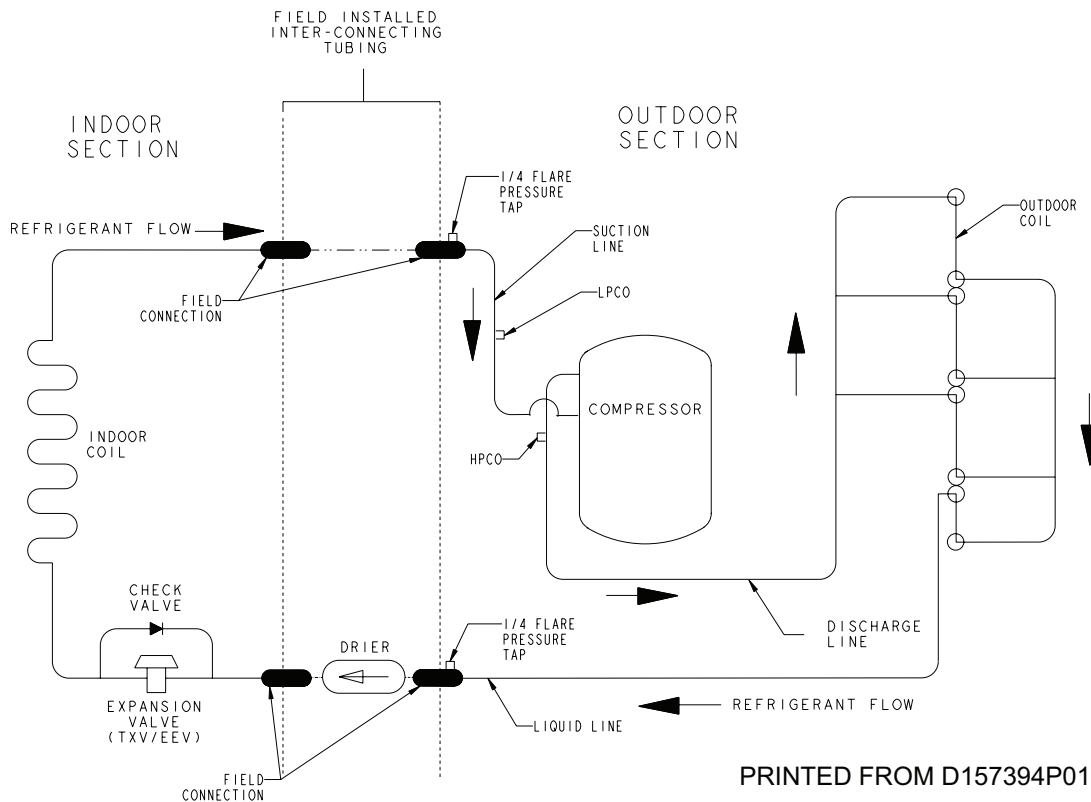 FIELD INSTALLED
INTER-CONNECTING
TUBING
INDOOR
SECTION
OUTDOOR
SECTION
1/4 FLARE
PRESSURE
TAP
OUTDOOR
COIL
REFRIGERANT FLOW
SUCTION
LINE
FIELD
CONNECTION
LPCO
COMPRESSOR
INDOOR
COIL
HPCO
CHECK
VALVE
DRIER
1/4 FLARE
PRESSURE
TAP
DISCHARGE
LINE
EXPANSION
VALVE
(TXV/EEV)
LIQUID LINE
REFRIGERANT FLOW
FIELD
CONNECTION
PRINTED FROM D157394P01